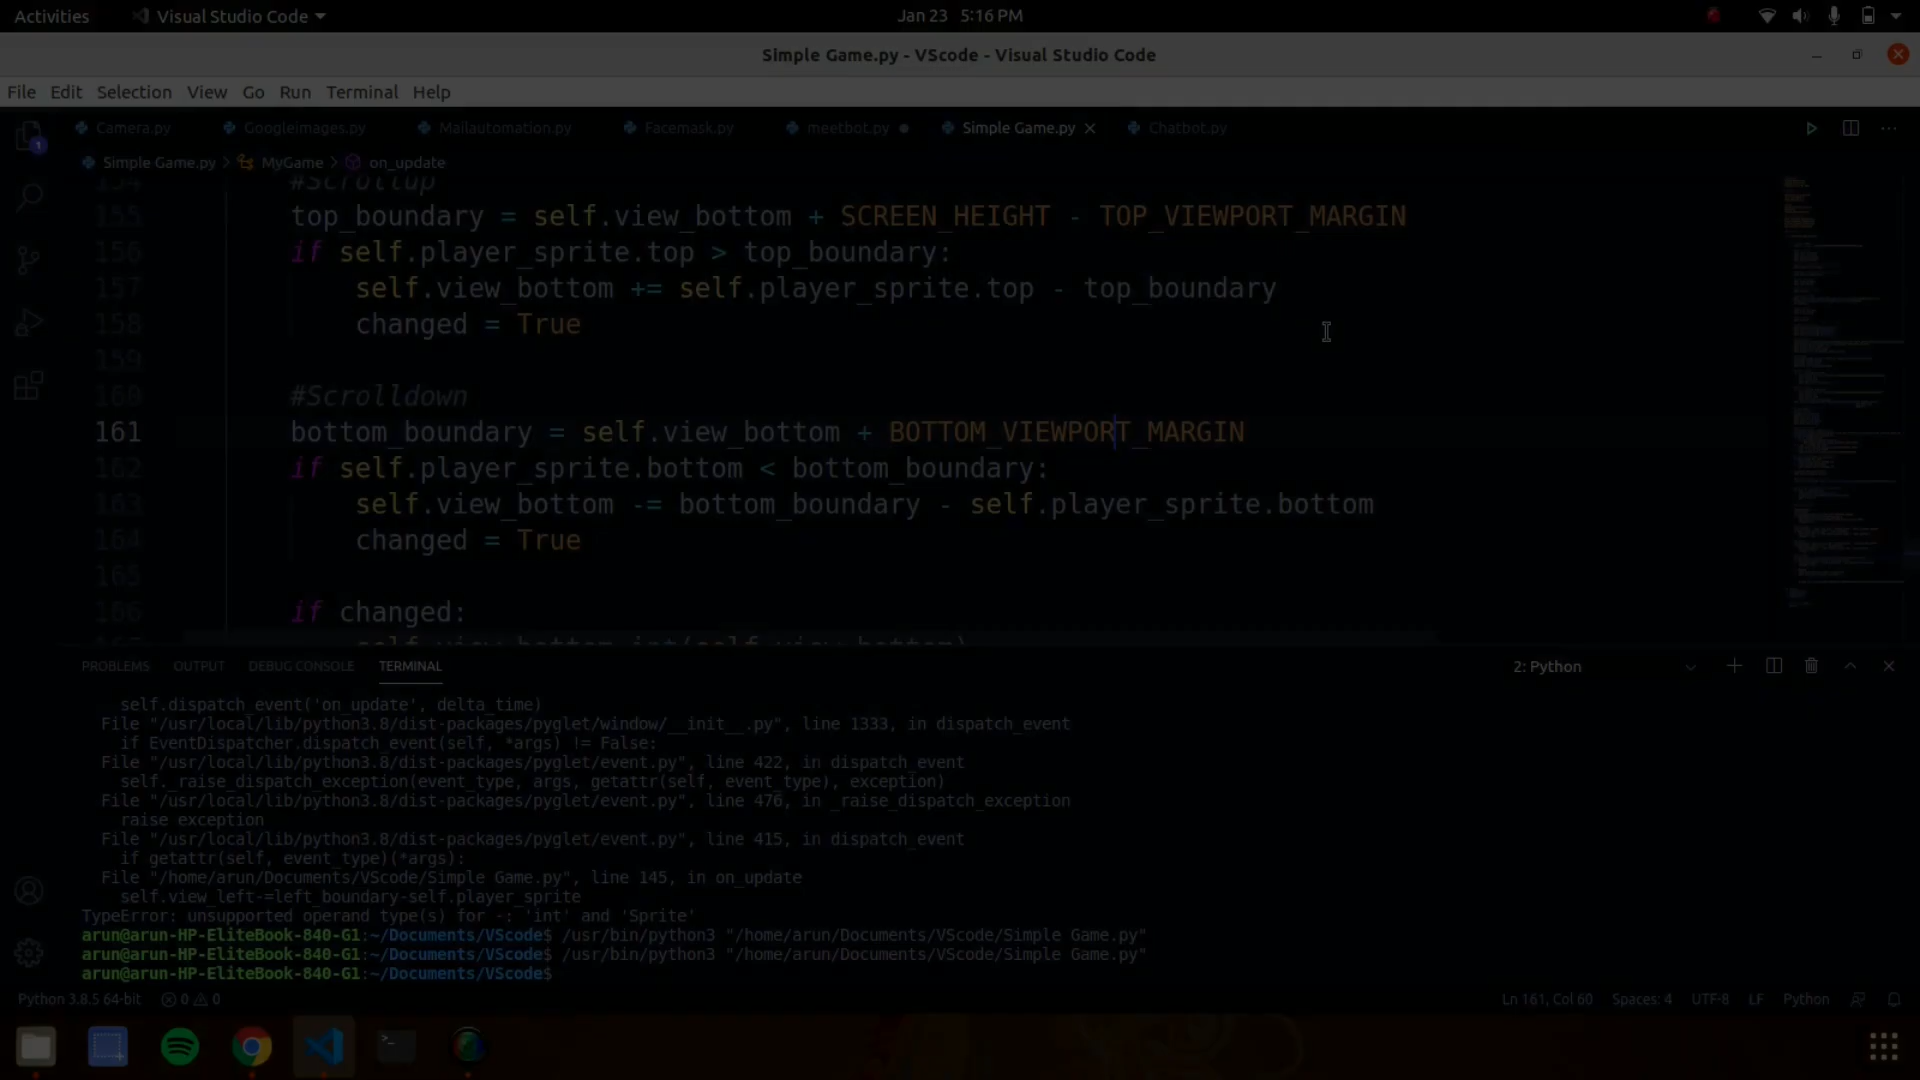 Activities Visual Studio Code Jan 23 5:16 PM
Simple Game.py - VScode - Visual Studio Code
File Edit Selection View Go Run Terminal Help
Camera.py Googleimages.py Mailautomation.py Facemask.py meetbot.py Simple Game.py Chatbot.py
1
Simple Game.py > MyGame > on_update
154 #Scrollup
155 top_boundary = self.view_bottom + SCREEN_HEIGHT - TOP_VIEWPORT_MARGIN
156 if self.player_sprite.top > top_boundary:
157 self.view_bottom += self.player_sprite.top - top_boundary
158 changed = True
159
160 #Scrolldown
161 bottom_boundary = self.view_bottom + BOTTOM_VIEWPORT_MARGIN
162 if self.player_sprite.bottom < bottom_boundary:
163 self.view_bottom -= bottom_boundary - self.player_sprite.bottom
164 changed = True
165
166 if changed:
self.view_bottom int(self.view_bottom)
PROBLEMS OUTPUT DEBUG CONSOLE TERMINAL 2: Python
self.dispatch_event('on_update', delta_time)
File "/usr/local/lib/python3.8/dist-packages/pyglet/window/__init__.py", line 1333, in dispatch_event
if EventDispatcher.dispatch_event(self, *args) != False:
File "/usr/local/lib/python3.8/dist-packages/pyglet/event.py", line 422, in dispatch_event
self._raise_dispatch_exception(event_type, args, getattr(self, event_type), exception)
File "/usr/local/lib/python3.8/dist-packages/pyglet/event.py", line 476, in _raise_dispatch_exception
raise exception
File "/usr/local/lib/python3.8/dist-packages/pyglet/event.py", line 415, in dispatch_event
if getattr(self, event_type)(*args):
File "/home/arun/Documents/VScode/Simple Game.py", line 145, in on_update
self.view_left-=left_boundary-self.player_sprite
TypeError: unsupported operand type(s) for -: 'int' and 'Sprite'
arun@arun-HP-EliteBook-840-G1:~/Documents/VScode$ /usr/bin/python3 "/home/arun/Documents/VScode/Simple Game.py"
arun@arun-HP-EliteBook-840-G1:~/Documents/VScode$ /usr/bin/python3 "/home/arun/Documents/VScode/Simple Game.py"
arun@arun-HP-EliteBook-840-G1:~/Documents/VScode$
Python 3.8.5 64-bit 0 0 Ln 161, Col 60 Spaces: 4 UTF-8 LF Python